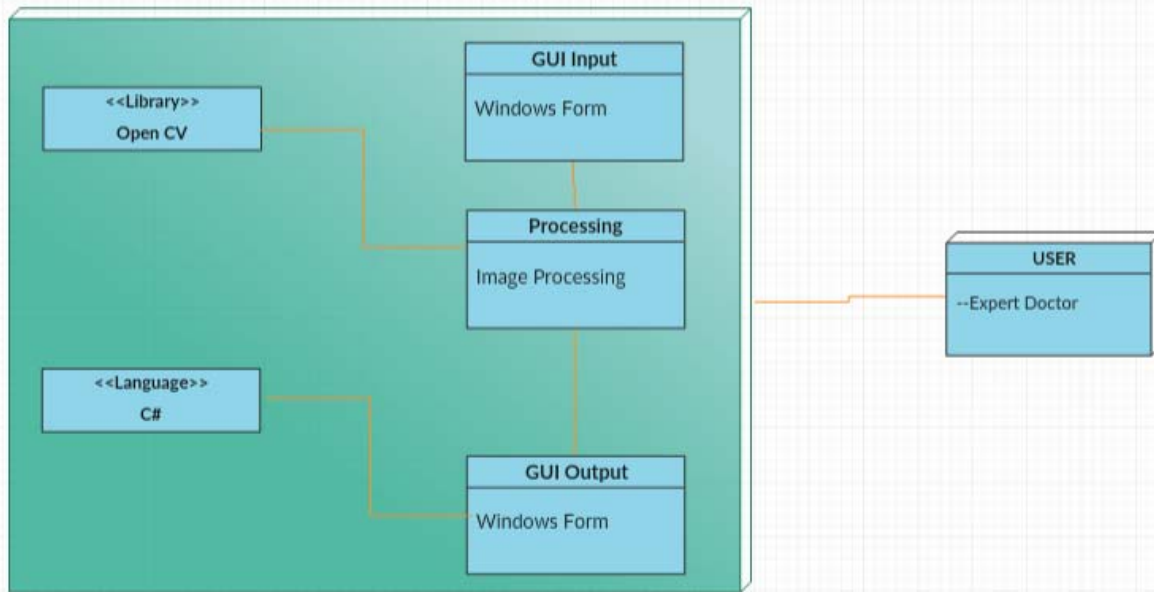 GUI Input
Windows Form
<<Library>>
Open CV
Processing
Image Processing
USER
--Expert Doctor
<<Language>>
C#
GUI Output
Windows Form